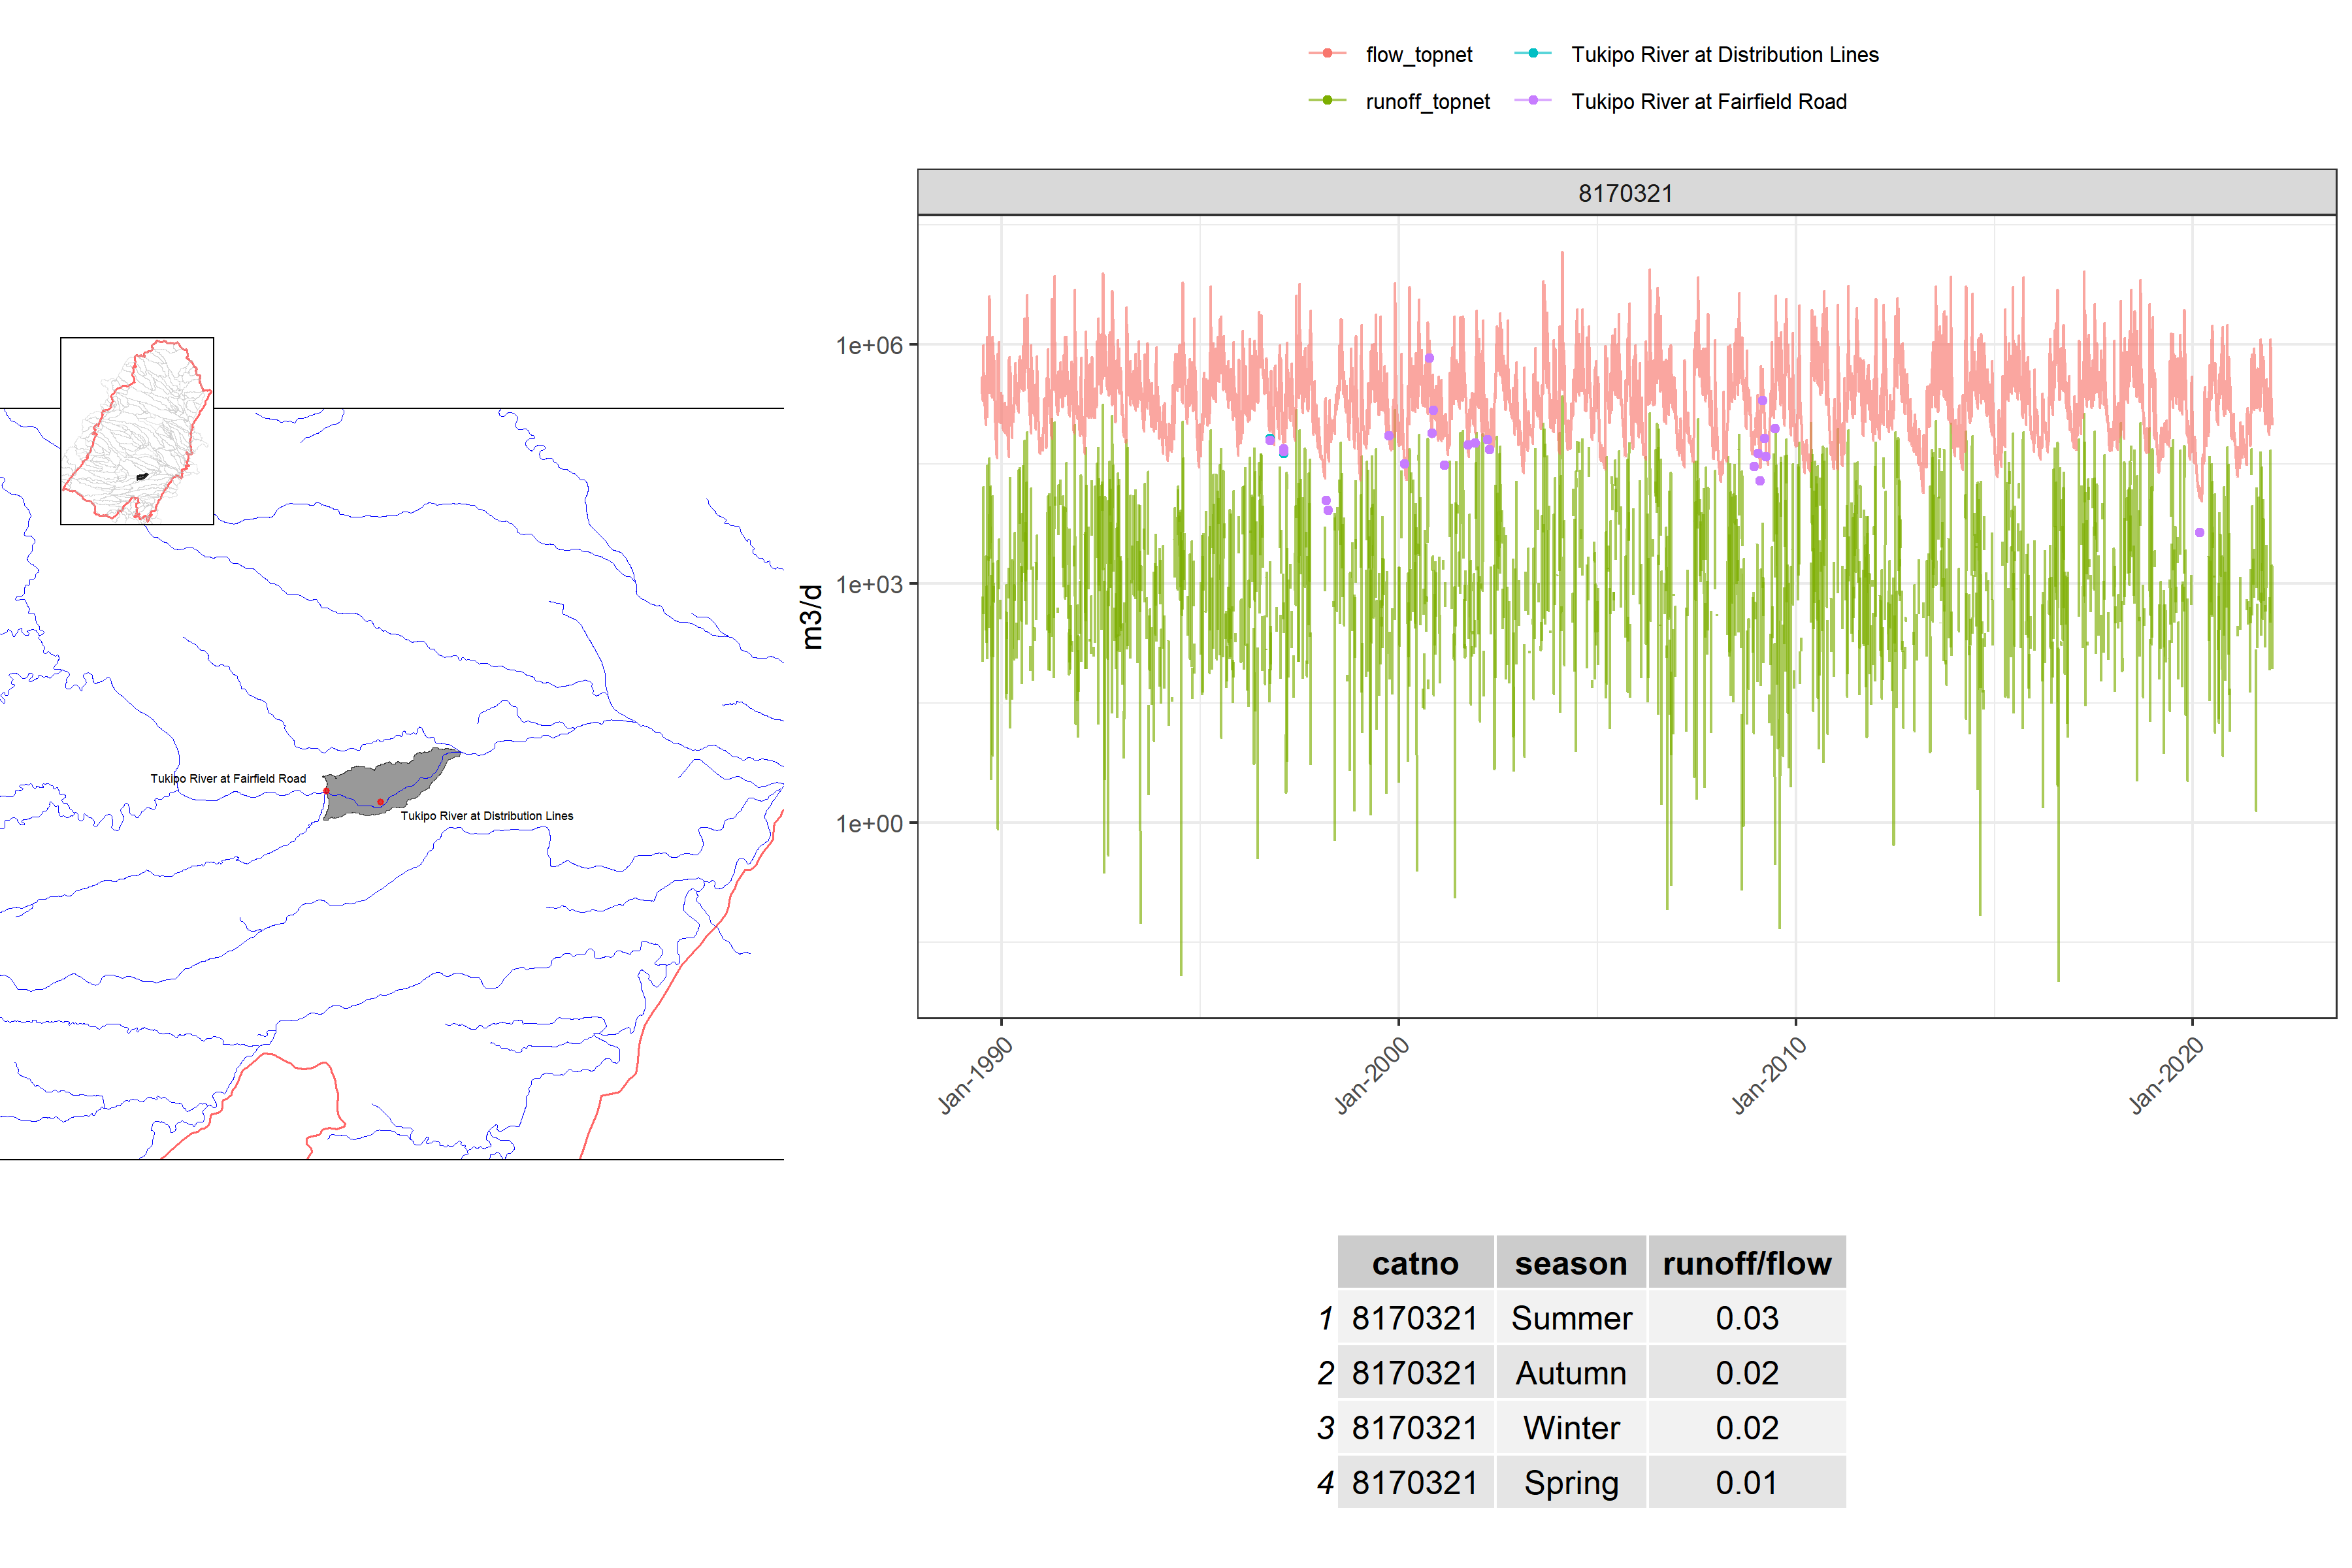 flow_topnet
Tukipo River at Distribution Lines
runoff_topnet
Tukipo River at Fairfield Road
8170321
1e+06
1e+03
1e+00
m3/d
Jan-1990
Jan-2000
Jan-2010
Jan-2020
Tukipo River at Fairfield Road
Tukipo River at Distribution Lines
catno season runoff/flow
1 8170321 Summer 0.03
2 8170321 Autumn 0.02
3 8170321 Winter 0.02
4 8170321 Spring 0.01